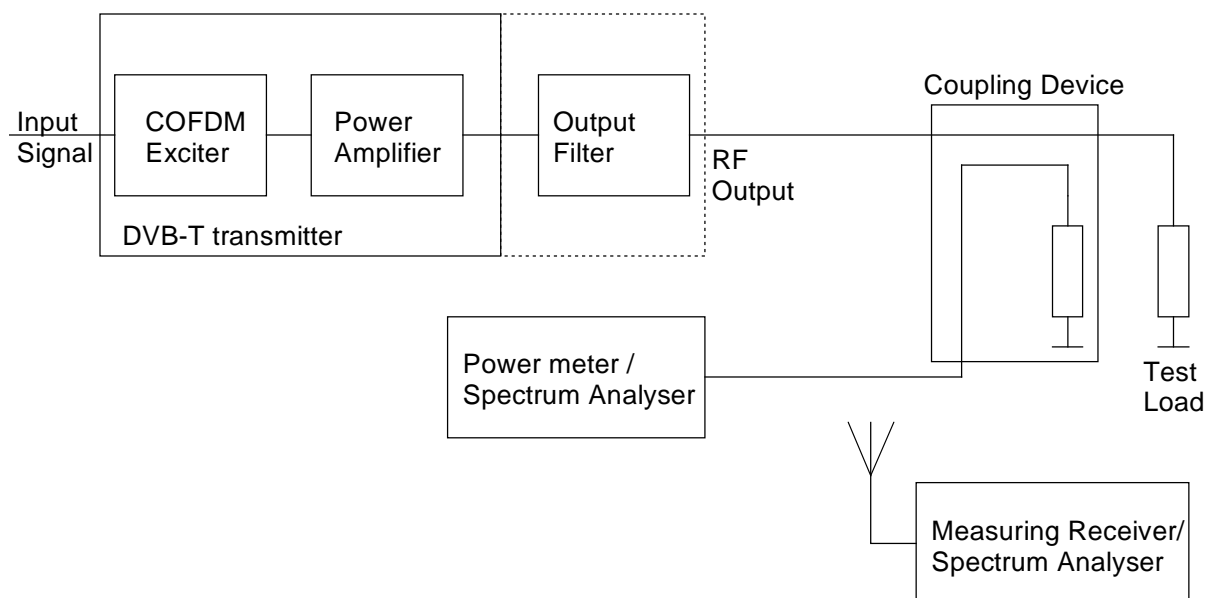 Coupling Device
Input
Signal
COFDM
Exciter
Power
Amplifier
Output
Filter
RF
Output
DVB-T transmitter
Power meter /
Spectrum Analyser
Test
Load
Measuring Receiver/
Spectrum Analyser